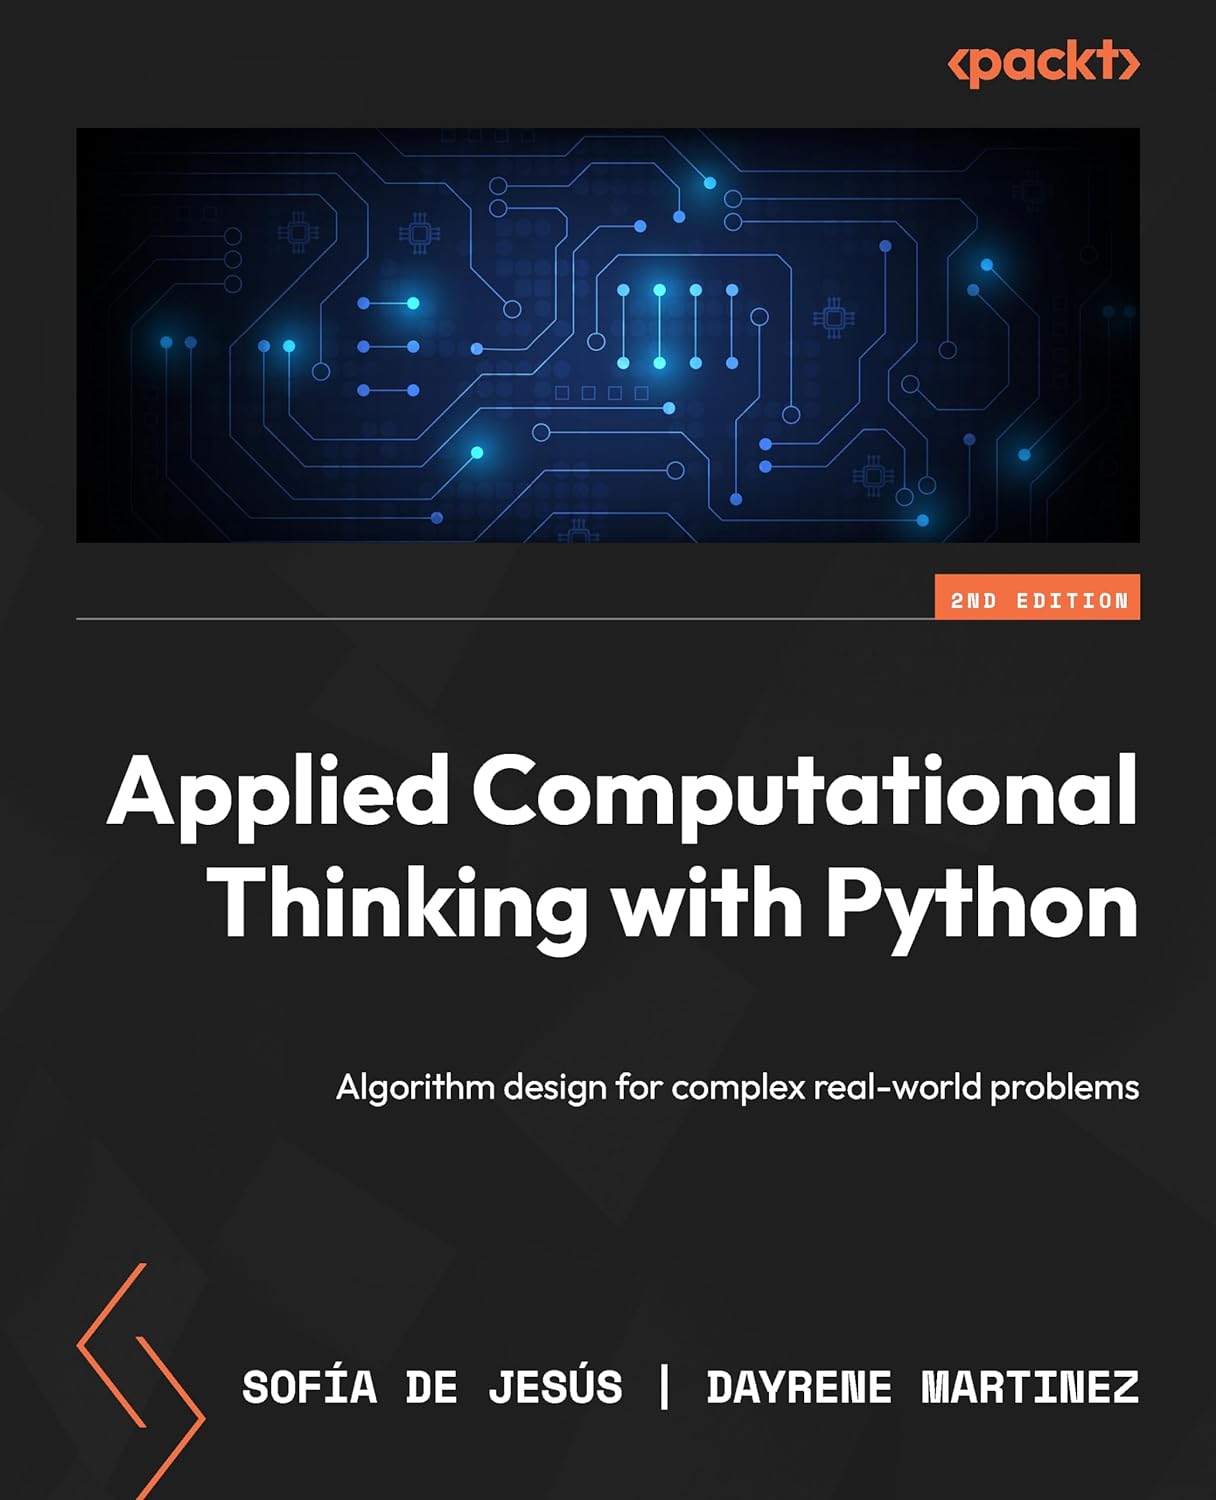 <packt>
2ND EDITION
Applied Computational
Thinking with Python
Algorithm design for complex real-world problems
SOFÍA DE JESÚS | DAYRENE MARTINEZ